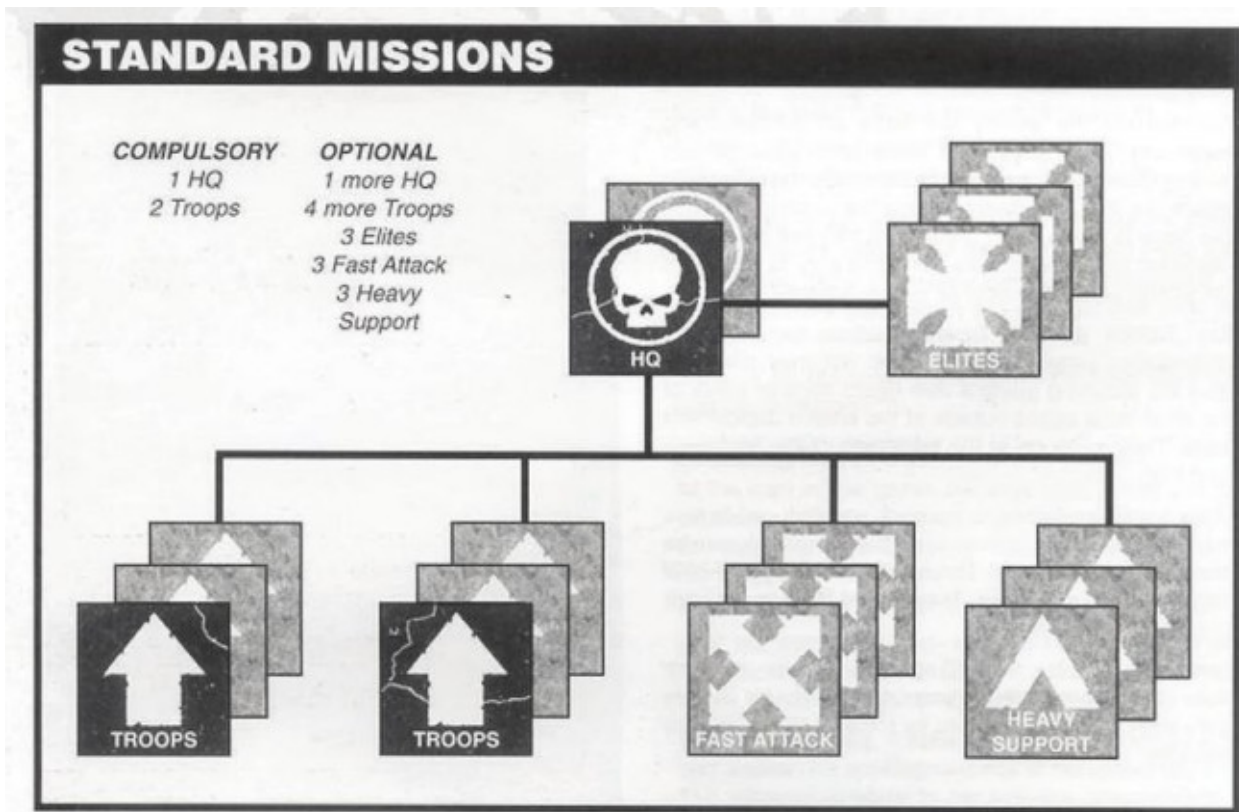 STANDARD MISSIONS
COMPULSORY
1 HQ
2 Troops
OPTIONAL
1 more HQ
4 more Troops
3 Elites
3 Fast Attack
3 Heavy
Support
HQ
ELITES
TROOPS
TROOPS
FAST ATTACK
HEAVY
SUPPORT